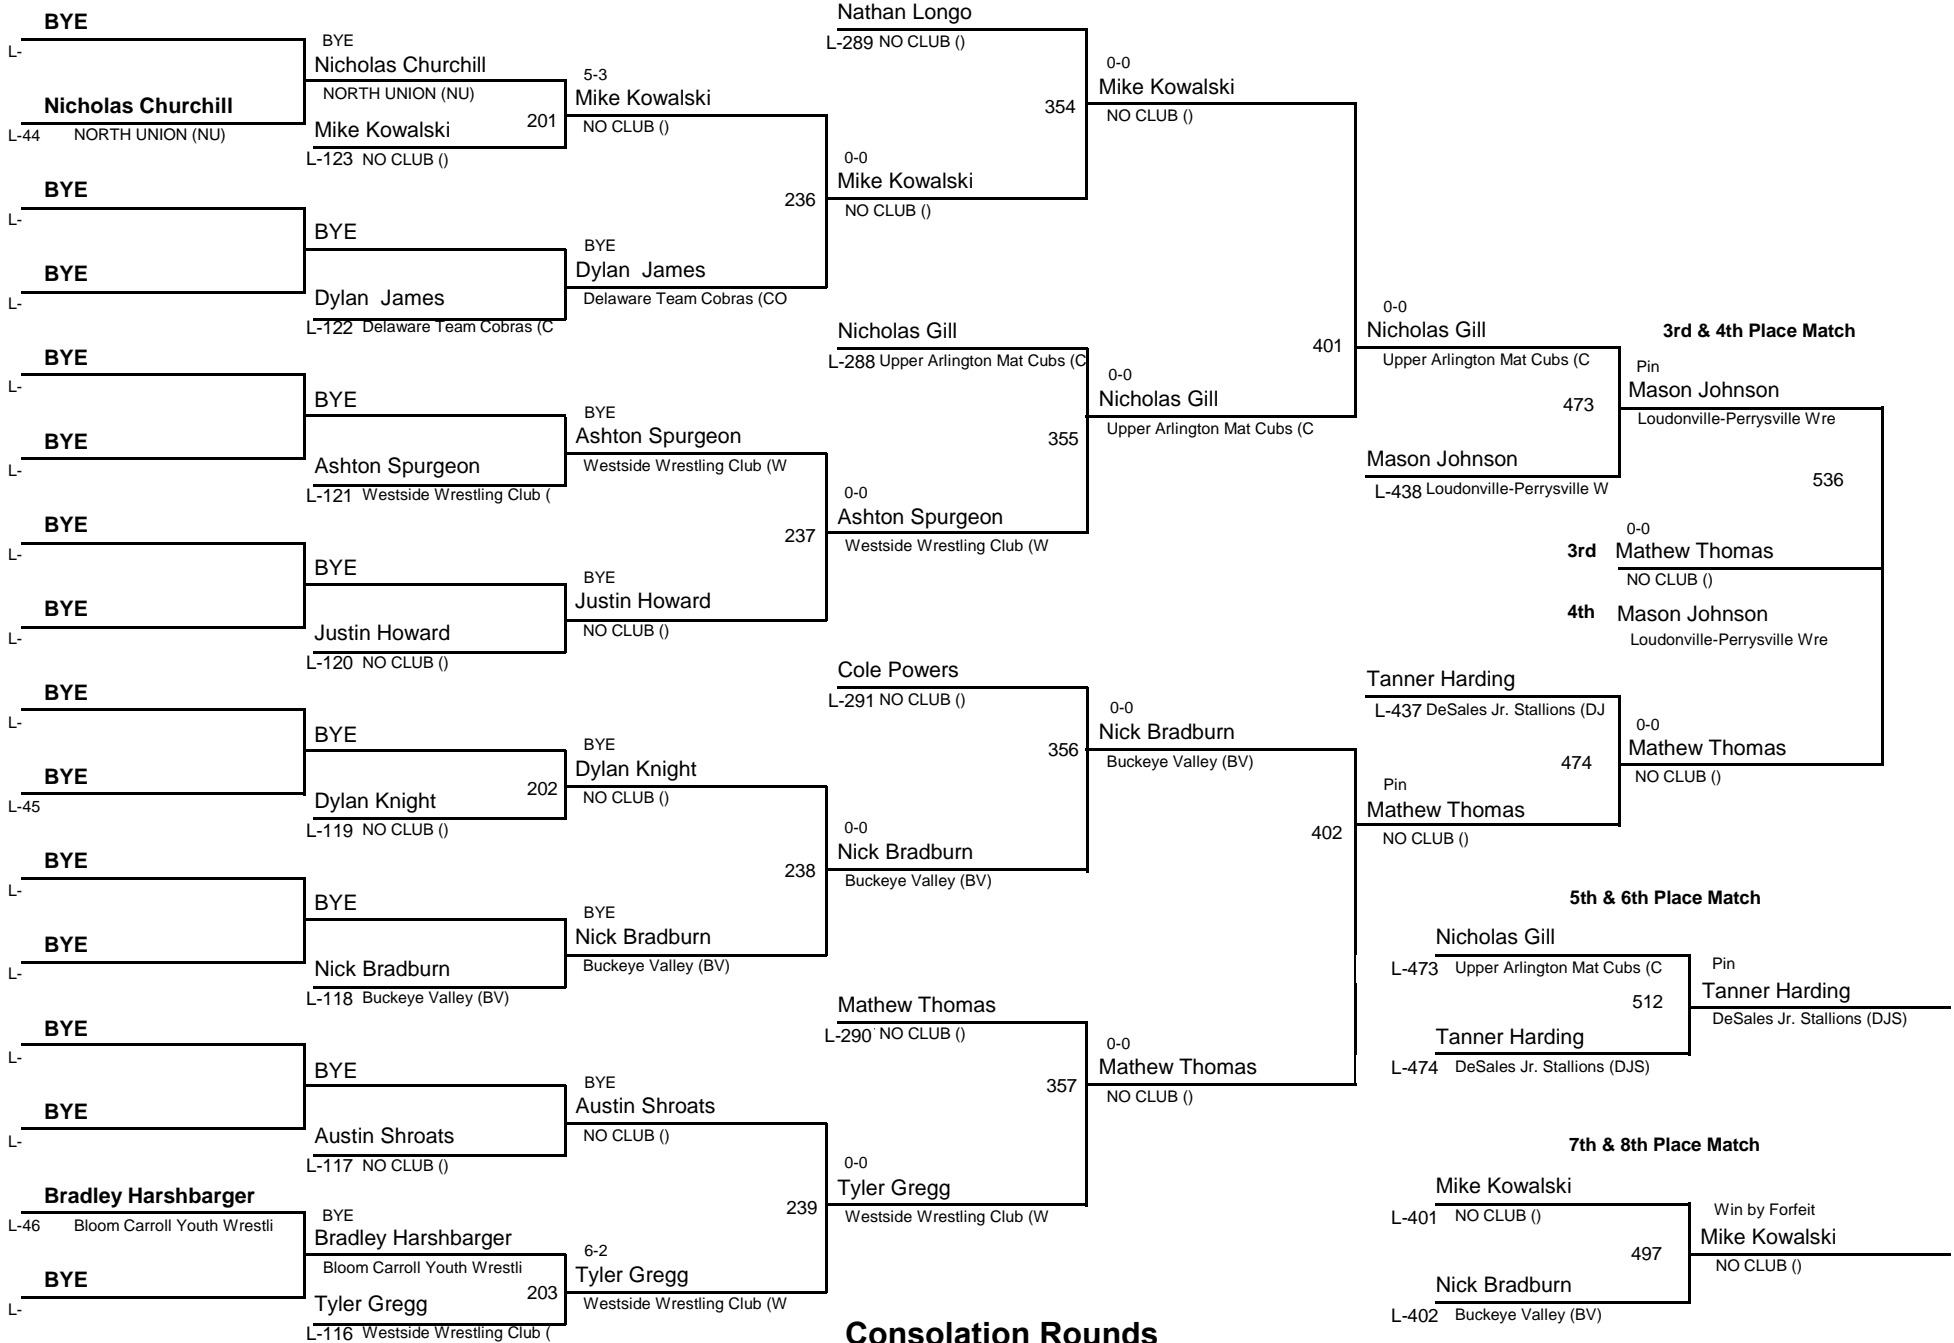 BYE
L-
Nicholas Churchill
L-44 NORTH UNION (NU)
BYE
L-
BYE
L-
BYE
L-
BYE
L-
BYE
L-
BYE
L-
BYE
L-
BYE
L-45
BYE
L-
BYE
L-
BYE
L-
BYE
L-
Bradley Harshbarger
L-46 Bloom Carroll Youth Wrestli
BYE
L-
BYE
Nicholas Churchill
NORTH UNION (NU)
201
Mike Kowalski
L-123 NO CLUB ()
BYE
Dylan James
L-122 Delaware Team Cobras (C
BYE
Ashton Spurgeon
L-121 Westside Wrestling Club (
BYE
Justin Howard
L-120 NO CLUB ()
BYE
202
Dylan Knight
L-119 NO CLUB ()
BYE
Nick Bradburn
L-118 Buckeye Valley (BV)
BYE
Austin Shroats
L-117 NO CLUB ()
BYE
Bradley Harshbarger
Bloom Carroll Youth Wrestli
203
Tyler Gregg
L-116 Westside Wrestling Club (
5-3
Mike Kowalski
NO CLUB ()
236
BYE
Dylan James
Delaware Team Cobras (CO
BYE
Ashton Spurgeon
Westside Wrestling Club (W
237
BYE
Justin Howard
NO CLUB ()
BYE
Dylan Knight
NO CLUB ()
238
BYE
Nick Bradburn
Buckeye Valley (BV)
BYE
Austin Shroats
NO CLUB ()
239
6-2
Tyler Gregg
Westside Wrestling Club (W
Nathan Longo
L-289 NO CLUB ()
354
0-0
Mike Kowalski
NO CLUB ()
Nicholas Gill
L-288 Upper Arlington Mat Cubs (C
355
0-0
Ashton Spurgeon
Westside Wrestling Club (W
Cole Powers
L-291 NO CLUB ()
356
0-0
Nick Bradburn
Buckeye Valley (BV)
Mathew Thomas
L-290 NO CLUB ()
357
0-0
Tyler Gregg
Westside Wrestling Club (W
0-0
Mike Kowalski
NO CLUB ()
401
0-0
Nicholas Gill
Upper Arlington Mat Cubs (C
0-0
Nick Bradburn
Buckeye Valley (BV)
402
0-0
Mathew Thomas
NO CLUB ()
0-0
Nicholas Gill
Upper Arlington Mat Cubs (C
473
Mason Johnson
L-438 Loudonville-Perrysville W
Tanner Harding
L-437 DeSales Jr. Stallions (DJ
474
Pin
Mathew Thomas
NO CLUB ()
3rd & 4th Place Match
Pin
Mason Johnson
Loudonville-Perrysville Wre
536
0-0
3rd Mathew Thomas
NO CLUB ()
4th Mason Johnson
Loudonville-Perrysville Wre
0-0
Mathew Thomas
NO CLUB ()
5th & 6th Place Match
Nicholas Gill
L-473 Upper Arlington Mat Cubs (C
512
Tanner Harding
L-474 DeSales Jr. Stallions (DJS)
Pin
Tanner Harding
DeSales Jr. Stallions (DJS)
7th & 8th Place Match
Mike Kowalski
L-401 NO CLUB ()
497
Nick Bradburn
L-402 Buckeye Valley (BV)
Win by Forfeit
Mike Kowalski
NO CLUB ()
Consolation Rounds